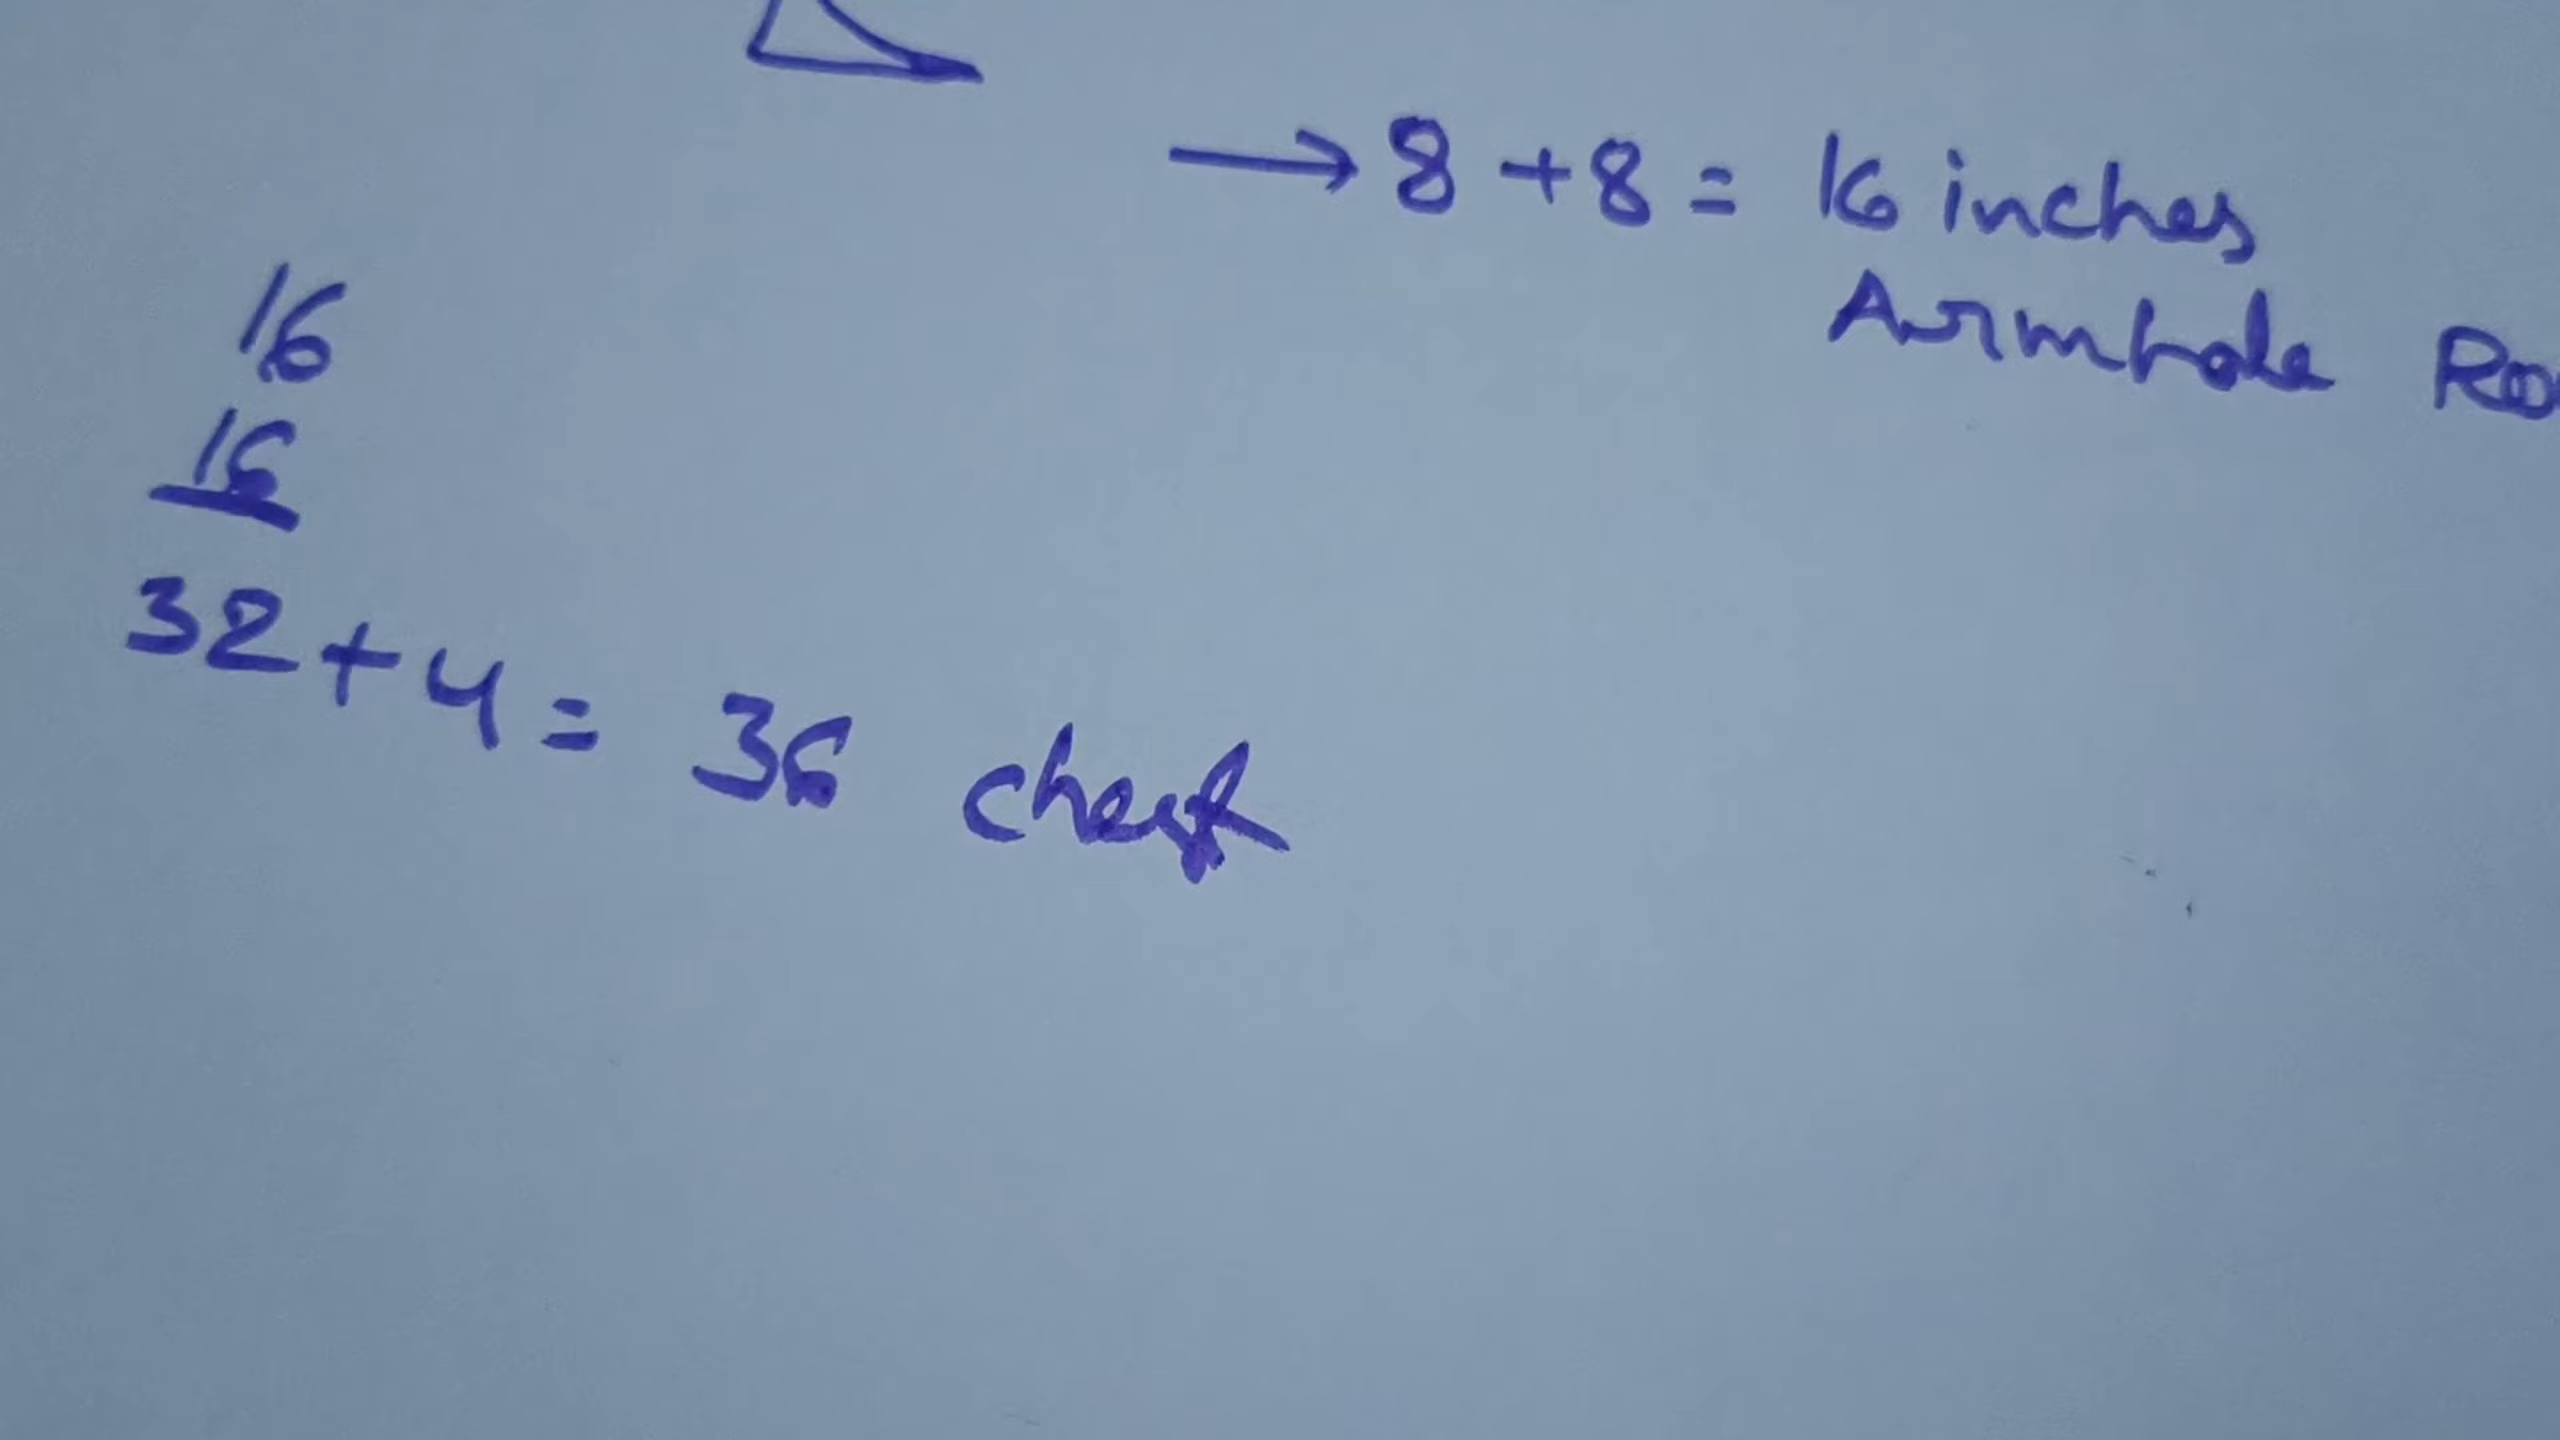 → 8 + 8 = 16 inches
Armhole
16
16
32 + 4 = 36 chest